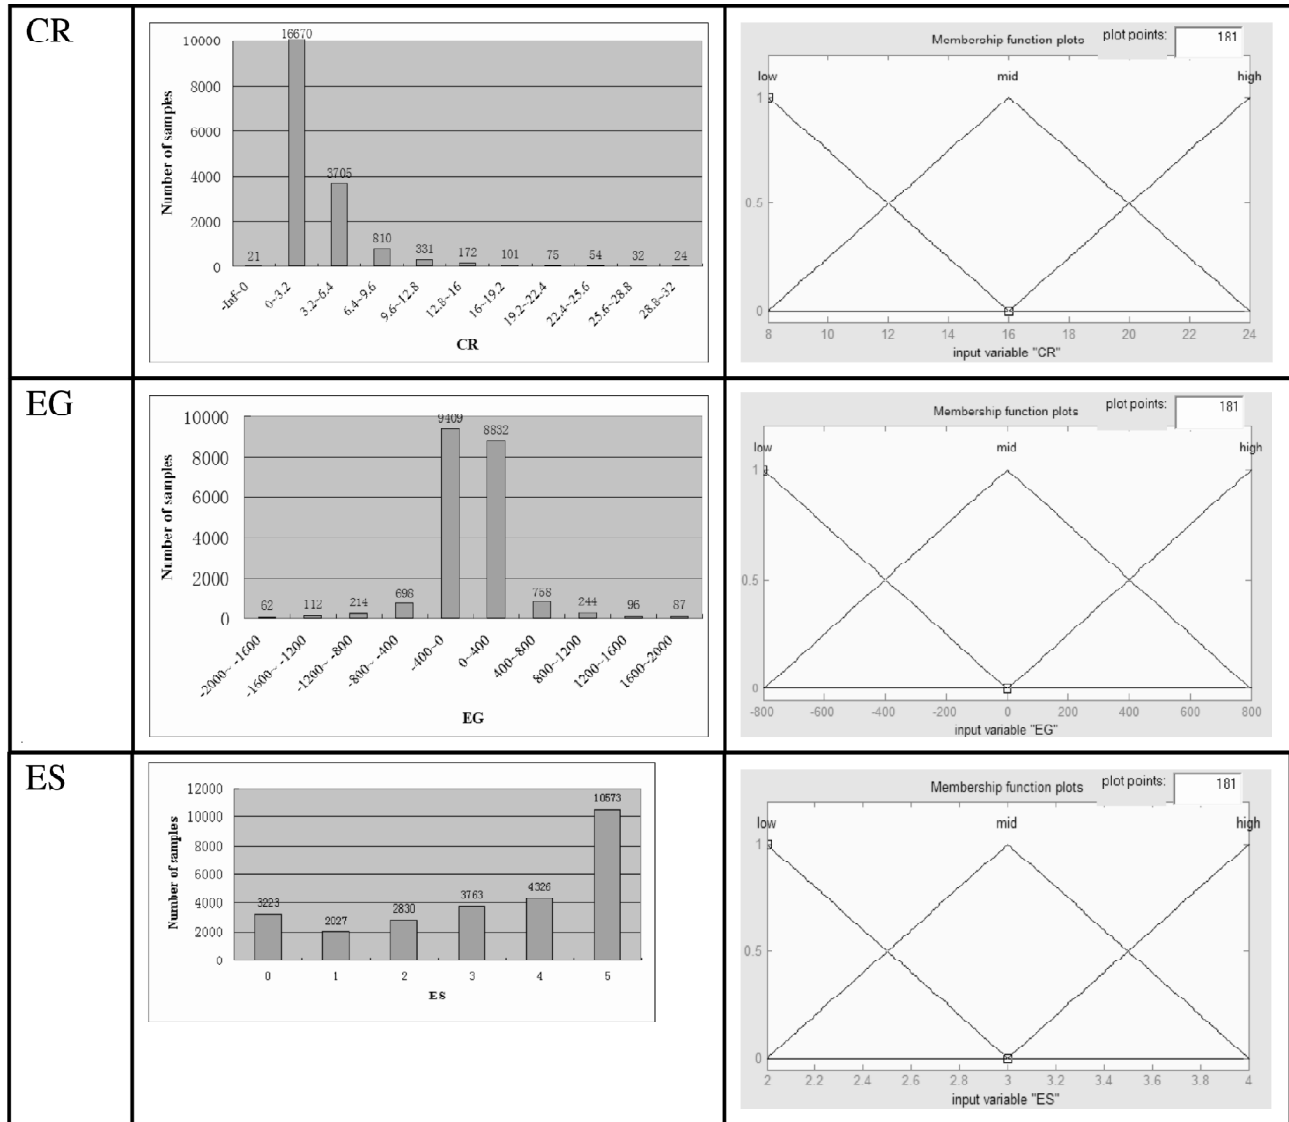 CR
10000
8000
6000
4000
2000
0
Number of samples
21
16670
3705
810
331
172
101
75
54
32
24
-Inf~0
0~3.2
3.2~6.4
6.4~9.6
9.6~12.8
12.8~16
16~19.2
19.2~22.4
22.4~25.6
25.6~28.8
28.8~32
CR
Membership function plots
plot points: 181
low mid high
1
0.5
0
8 10 12 14 16 18 20 22 24
input variable "CR"
EG
10000
8000
6000
4000
2000
0
Number of samples
62
112
214
698
9409
8832
758
244
96
87
-2000~ -1600
-1600~ -1200
-1200~ -800
-800~ -400
-400~0
0~400
400~800
800~1200
1200~1600
1600~2000
EG
Membership function plots
plot points: 181
low mid high
1
0.5
0
-800 -600 -400 -200 0 200 400 600 800
input variable "EG"
ES
12000
10000
8000
6000
4000
2000
0
Number of samples
3223
2027
2830
3763
4326
10573
0 1 2 3 4 5
ES
Membership function plots
plot points: 181
low mid high
1
0.5
0
2 2.2 2.4 2.6 2.8 3 3.2 3.4 3.6 3.8 4
input variable "ES"